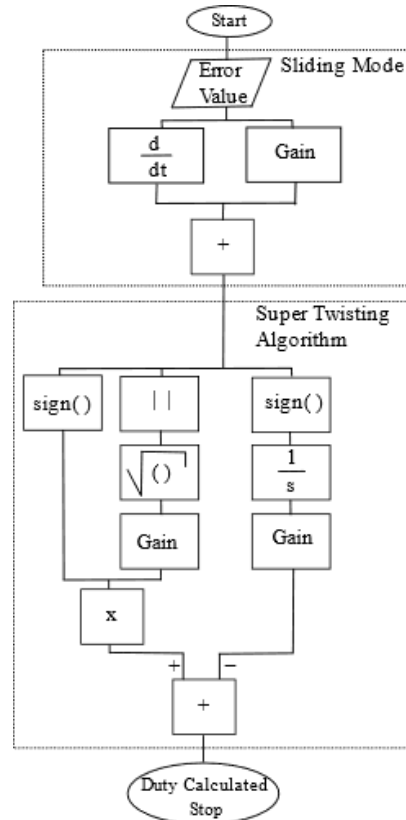 Start
Sliding Mode
Error
Value
d
dt
Gain
+
Super Twisting
Algorithm
sign()
| |
sign()
√()
1
s
Gain
Gain
x
+
−
+
Duty Calculated
Stop